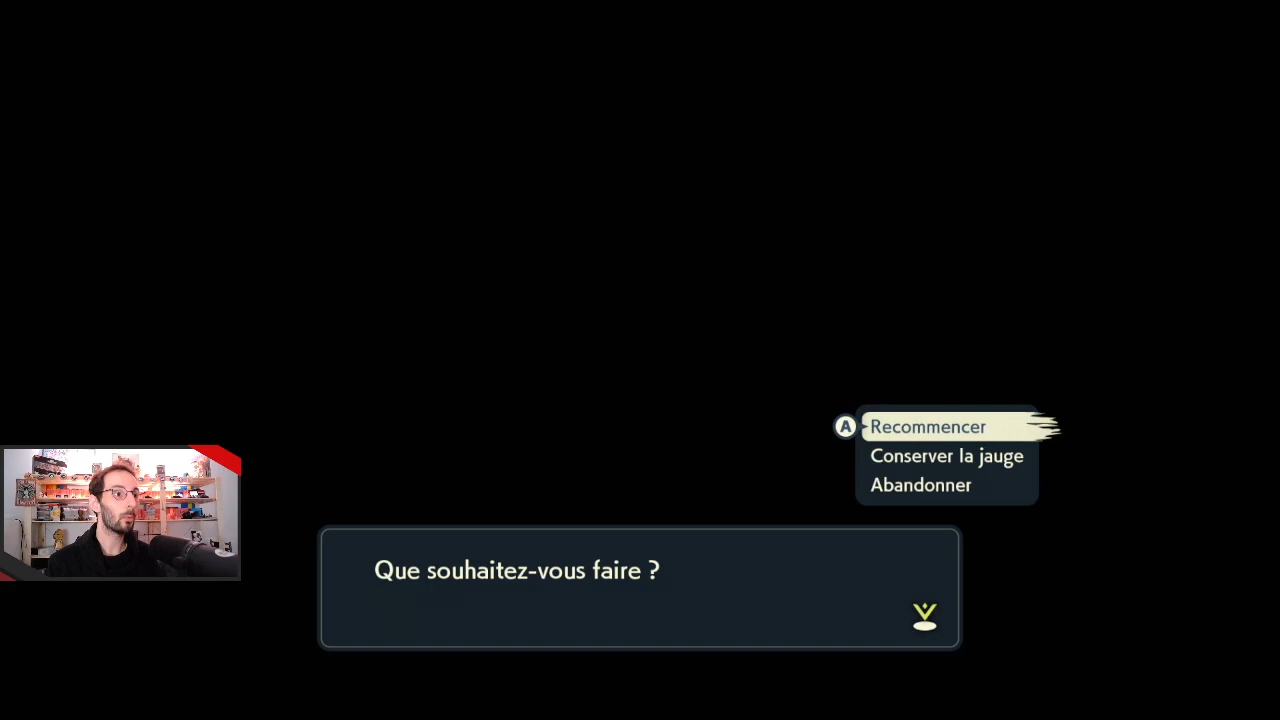 A
Recommencer
Conserver la jauge
Abandonner
Que souhaitez-vous faire ?